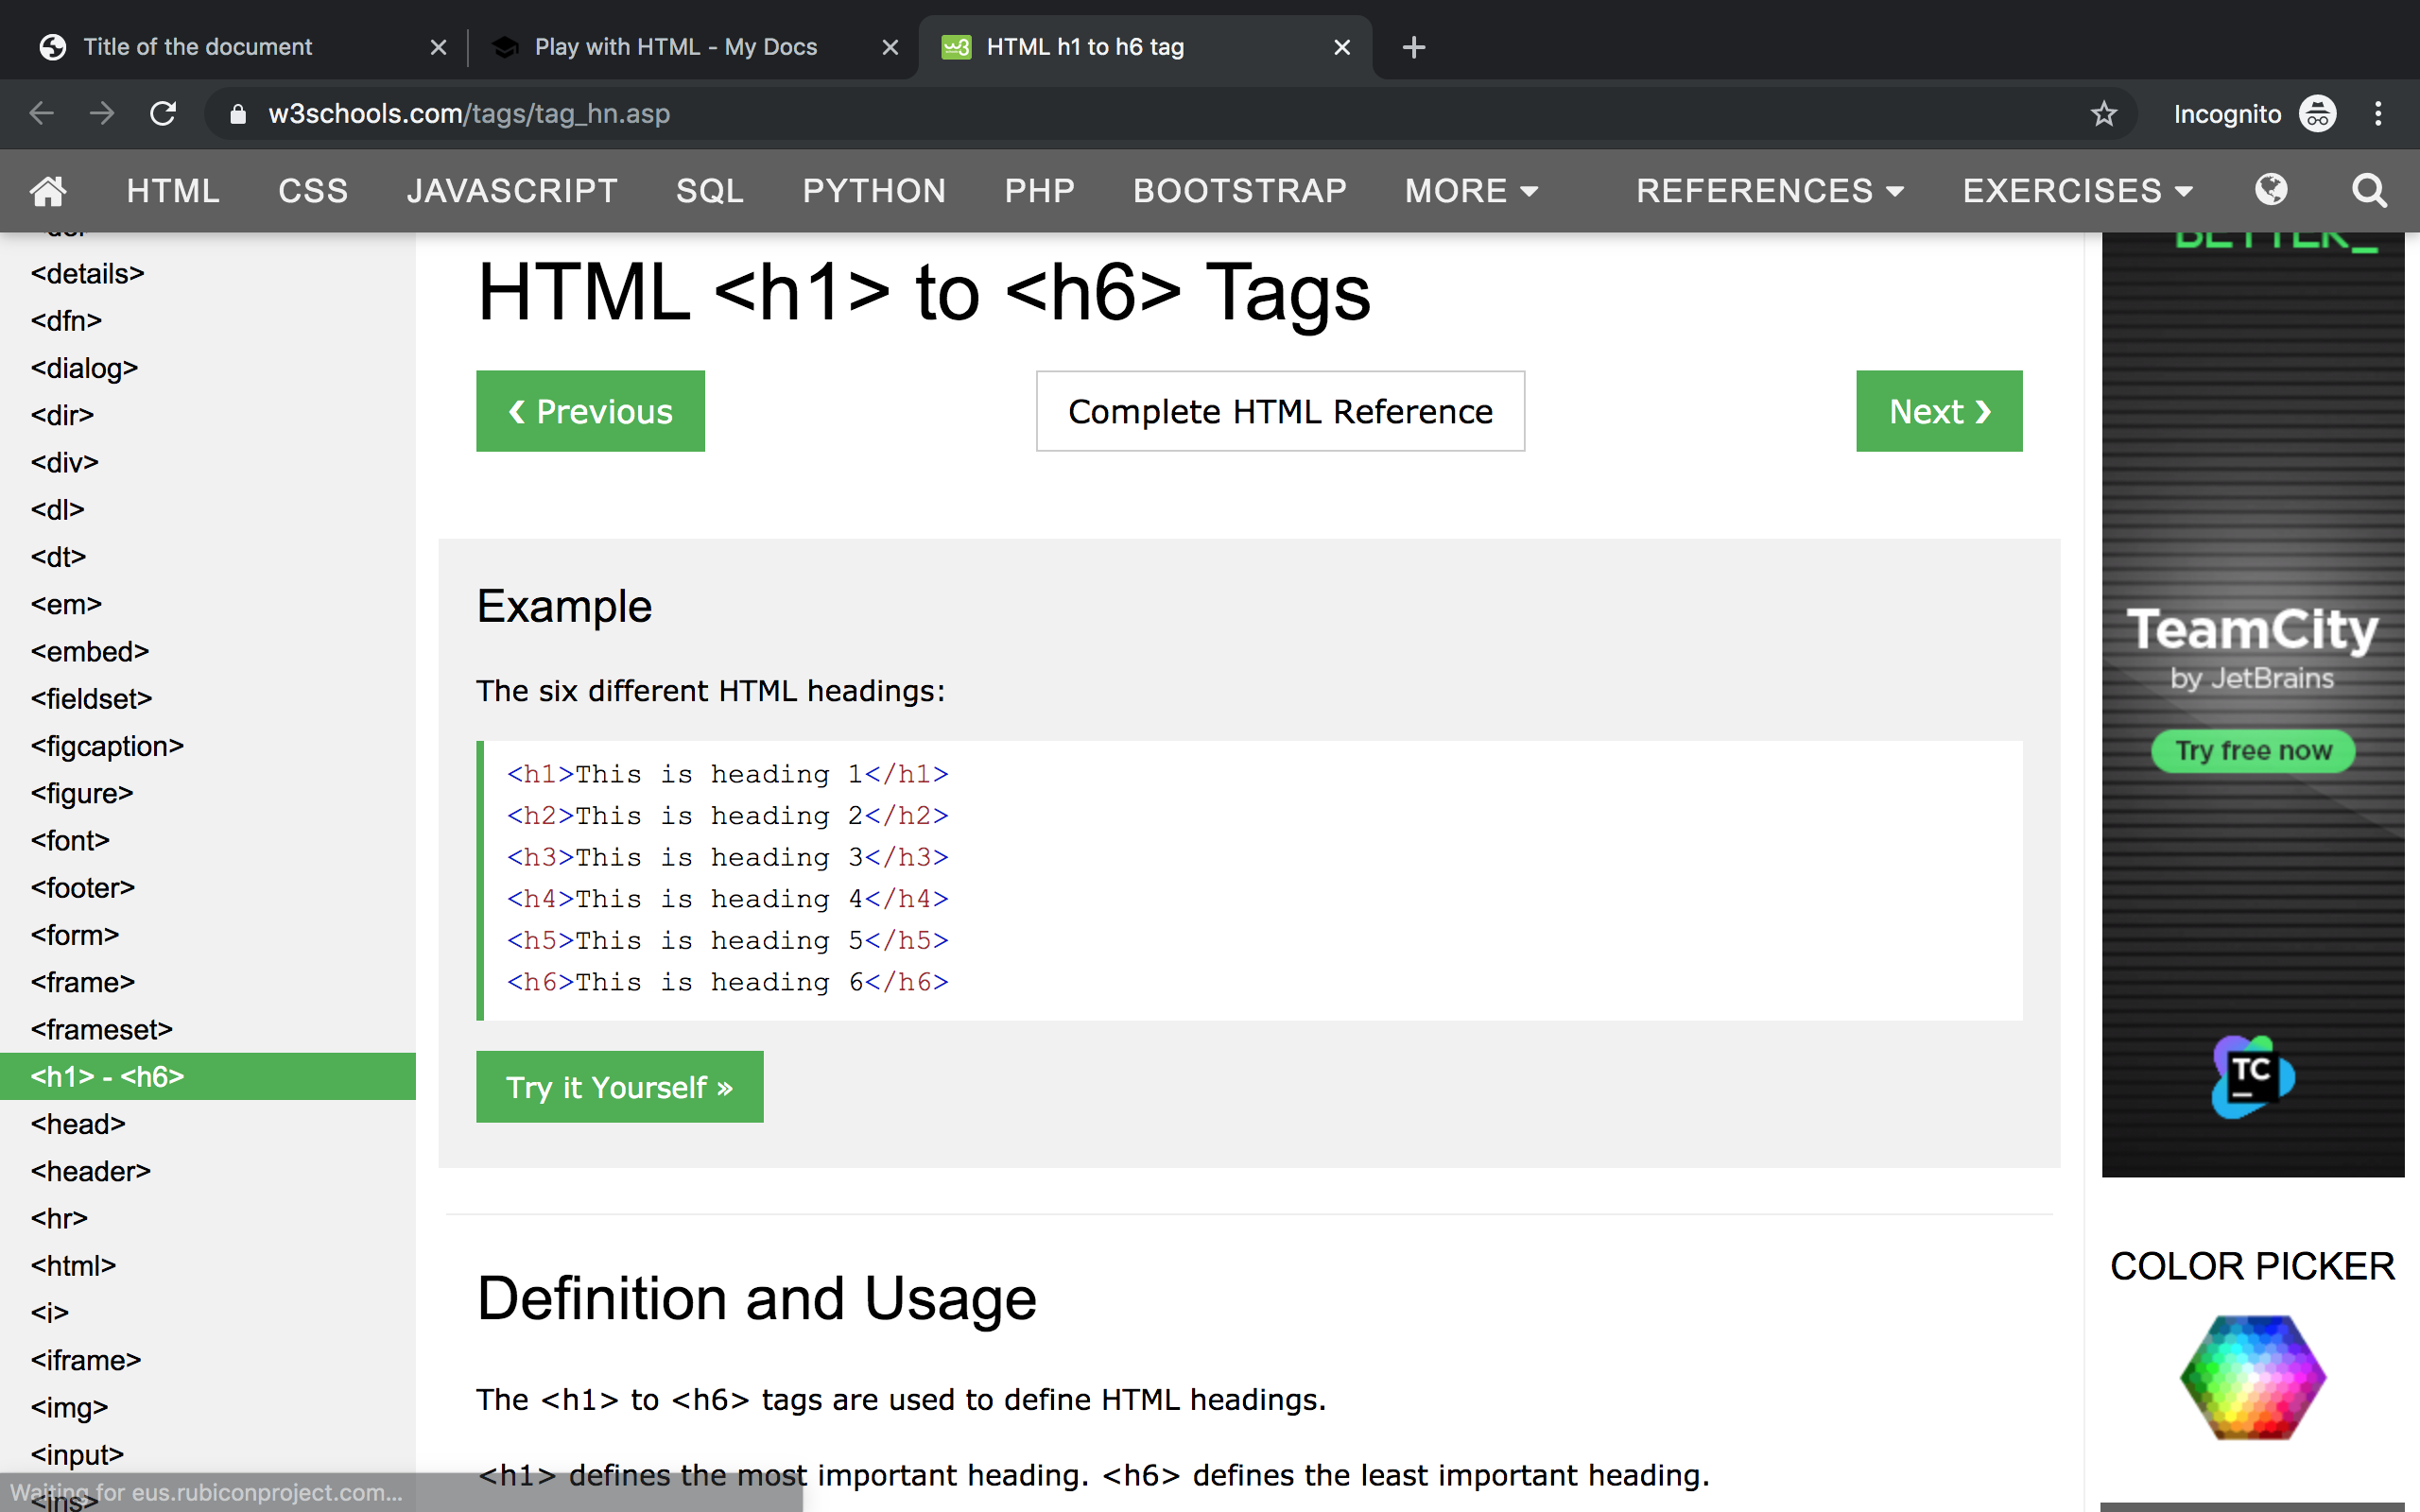 Title of the document
Play with HTML - My Docs
HTML h1 to h6 tag
w3schools.com/tags/tag_hn.asp
Incognito
HTML CSS JAVASCRIPT SQL PYTHON PHP BOOTSTRAP MORE REFERENCES EXERCISES
<details>
<dfn>
<dialog>
<dir>
<div>
<dl>
<dt>
<em>
<embed>
<fieldset>
<figcaption>
<figure>
<font>
<footer>
<form>
<frame>
<frameset>
<h1> - <h6>
<head>
<header>
<hr>
<html>
<i>
<iframe>
<img>
<input>
<ins>
Waiting for eus.rubiconproject.com...
HTML <h1> to <h6> Tags
❮ Previous
Complete HTML Reference
Next ❯
Example
The six different HTML headings:
<h1>This is heading 1</h1>
<h2>This is heading 2</h2>
<h3>This is heading 3</h3>
<h4>This is heading 4</h4>
<h5>This is heading 5</h5>
<h6>This is heading 6</h6>
Try it Yourself »
Definition and Usage
The <h1> to <h6> tags are used to define HTML headings.
<h1> defines the most important heading. <h6> defines the least important heading.
BETTER_
TeamCity
by JetBrains
Try free now
TC
COLOR PICKER